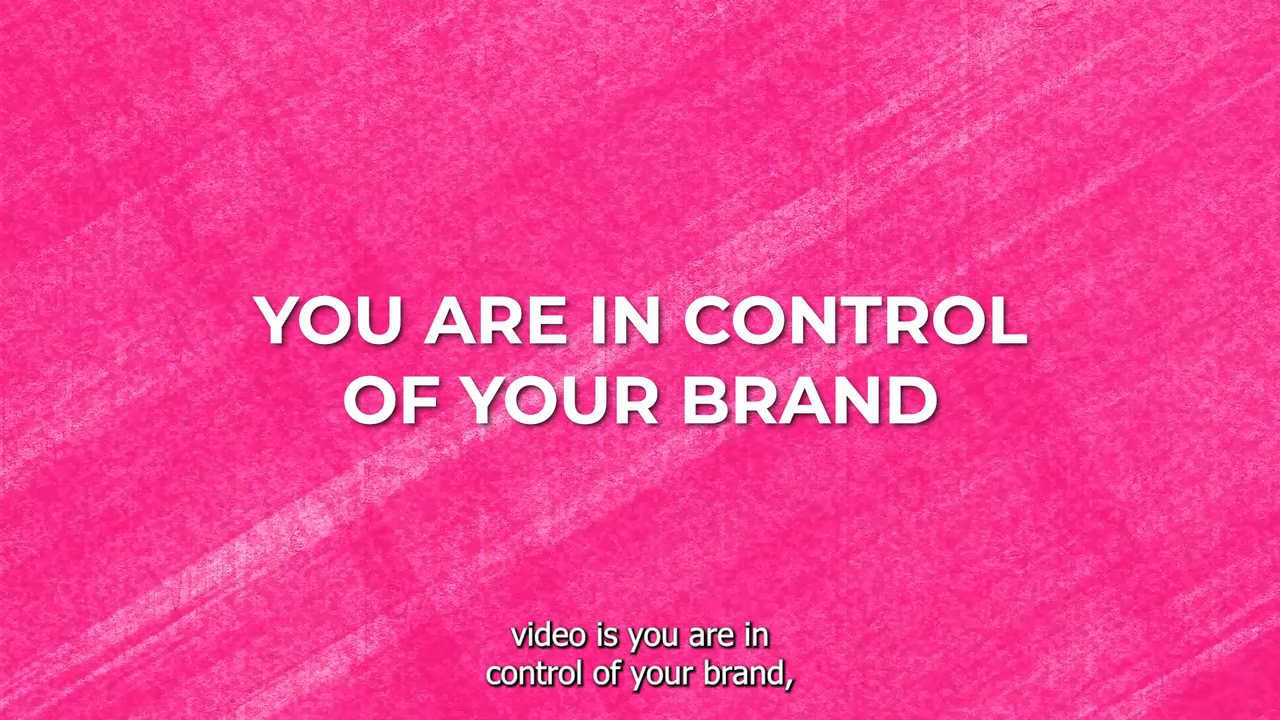 YOU ARE IN CONTROL
OF YOUR BRAND
video is you are in
control of your brand,